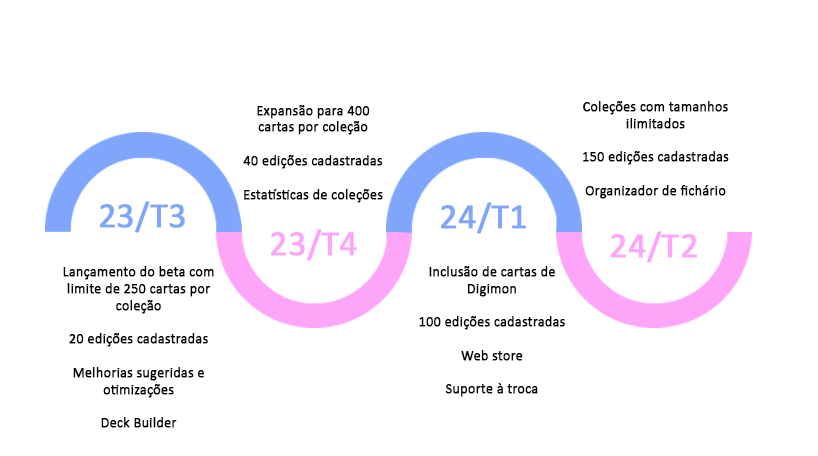 23/T3
Lançamento do beta com
limite de 250 cartas por
coleção
20 edições cadastradas
Melhorias sugeridas e
otimizações
Deck Builder
Expansão para 400
cartas por coleção
40 edições cadastradas
Estatísticas de coleções
23/T4
24/T1
Inclusão de cartas de
Digimon
100 edições cadastradas
Web store
Suporte à troca
Coleções com tamanhos
ilimitados
150 edições cadastradas
Organizador de fichário
24/T2